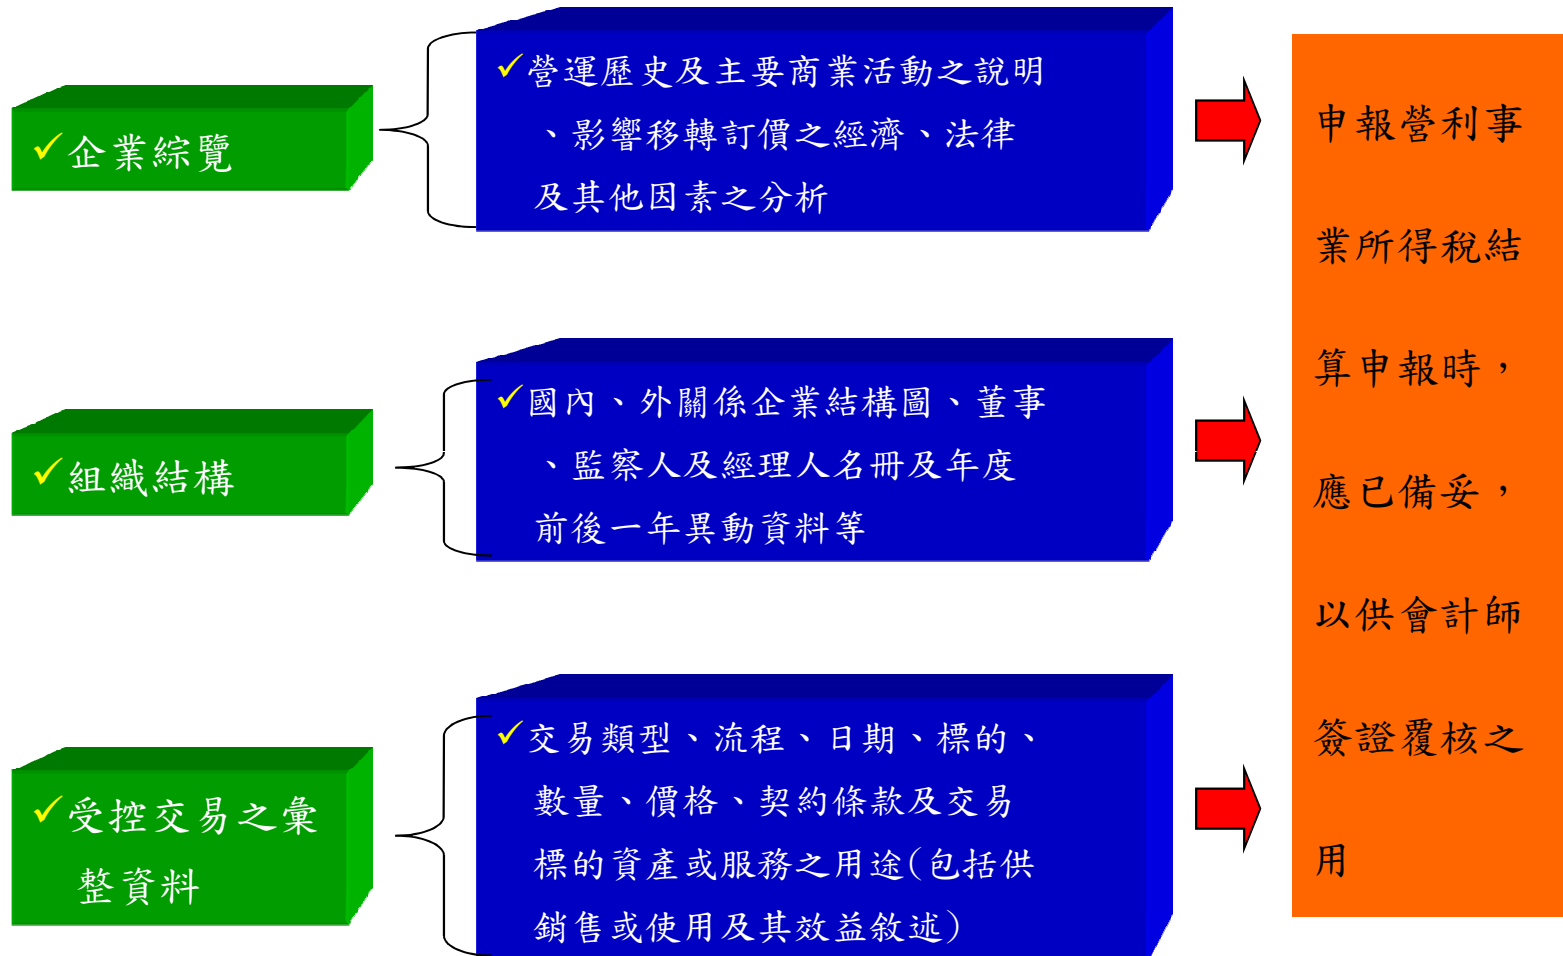 ✓企業綜覽
✓營運歷史及主要商業活動之說明
、影響移轉訂價之經濟、法律
及其他因素之分析
✓組織結構
✓國內、外關係企業結構圖、董事
、監察人及經理人名冊及年度
前後一年異動資料等
✓受控交易之彙
整資料
✓交易類型、流程、日期、標的、
數量、價格、契約條款及交易
標的資產或服務之用途(包括供
銷售或使用及其效益敘述)
申報營利事
業所得稅結
算申報時，
應已備妥，
以供會計師
簽證覆核之
用